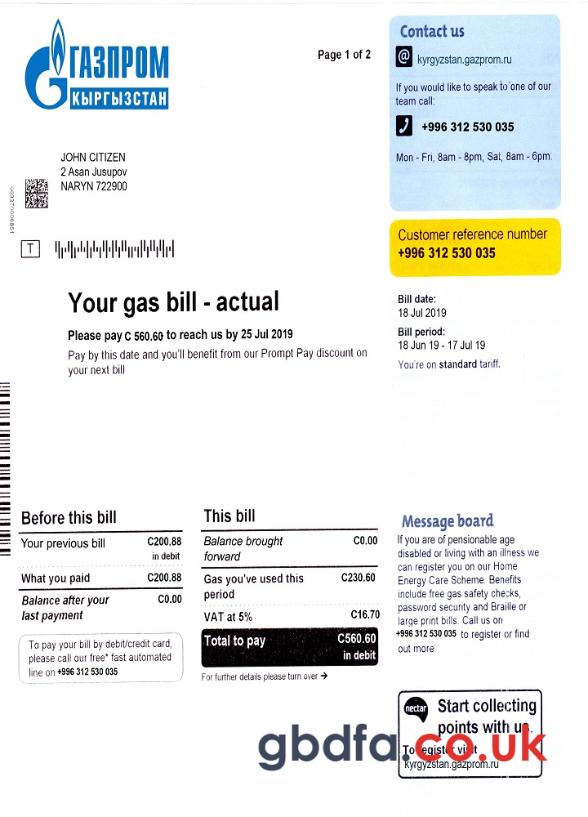 ГАЗПРОМ
КЫРГЫЗСТАН
Page 1 of 2
Contact us
@ kyrgyzstan.gazprom.ru
If you would like to speak to one of our
team call:
+996 312 530 035
Mon - Fri, 8am - 8pm, Sat, 8am - 6pm.
JOHN CITIZEN
2 Asan Jusupov
NARYN 722900
T
Customer reference number
+996 312 530 035
Your gas bill - actual
Please pay C 560.60 to reach us by 25 Jul 2019
Pay by this date and you'll benefit from our Prompt Pay discount on
your next bill
Bill date:
18 Jul 2019
Bill period:
18 Jun 19 - 17 Jul 19
You're on standard tariff.
Before this bill
Your previous bill C200.88
in debit
What you paid C200.88
Balance after your C0.00
last payment
To pay your bill by debit/credit card,
please call our free* fast automated
line on +996 312 530 035
This bill
Balance brought C0.00
forward
Gas you've used this C230.60
period
VAT at 5% C16.70
Total to pay C560.60
in debit
For further details please turn over →
Message board
If you are of pensionable age
disabled or living with an illness we
can register you on our Home
Energy Care Scheme. Benefits
include free gas safety checks,
password security and Braille or
large print bills. Call us on
+996 312 530 035 to register or find
out more
nectar
Start collecting
points with us.
To register visit
kyrgyzstan.gazprom.ru
gbdfa.co.uk